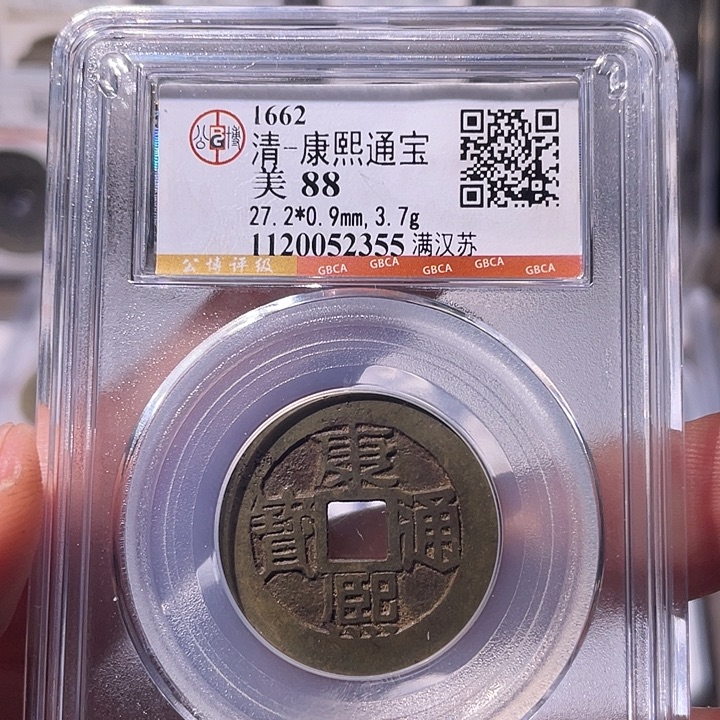 1662
清-康熙通宝
美 88
27.2*0.9mm,3.7g
1120052355 满汉苏
公博评级 GBCA GBCA GBCA GBCA GBCA
康
寳 通
熙